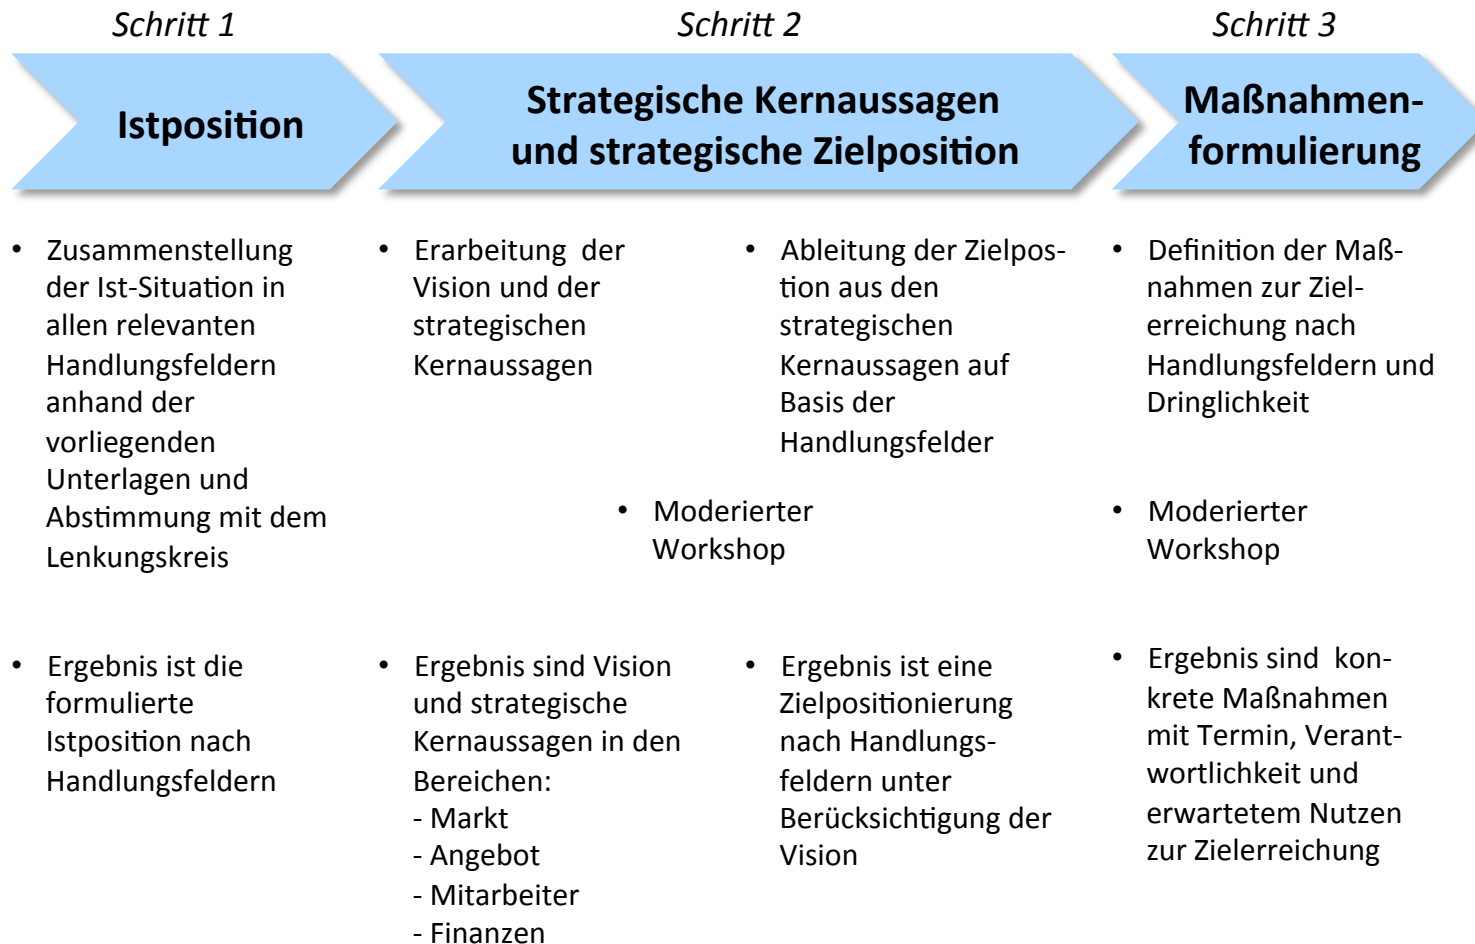 Schritt 1
Schritt 2
Schritt 3
Istposition
Strategische Kernaussagen
und strategische Zielposition
Maßnahmen-
formulierung
• Zusammenstellung
der Ist-Situation in
allen relevanten
Handlungsfeldern
anhand der
vorliegenden
Unterlagen und
Abstimmung mit dem
Lenkungskreis
• Erarbeitung der
Vision und der
strategischen
Kernaussagen
• Ableitung der Zielpos-
tion aus den
strategischen
Kernaussagen auf
Basis der
Handlungsfelder
• Moderierter
Workshop
• Definition der Maß-
nahmen zur Ziel-
erreichung nach
Handlungsfeldern und
Dringlichkeit
• Moderierter
Workshop
• Ergebnis ist die
formulierte
Istposition nach
Handlungsfeldern
• Ergebnis sind Vision
und strategische
Kernaussagen in den
Bereichen:
- Markt
- Angebot
- Mitarbeiter
- Finanzen
• Ergebnis ist eine
Zielpositionierung
nach Handlungs-
feldern unter
Berücksichtigung der
Vision
• Ergebnis sind kon-
krete Maßnahmen
mit Termin, Verant-
wortlichkeit und
erwartetem Nutzen
zur Zielerreichung